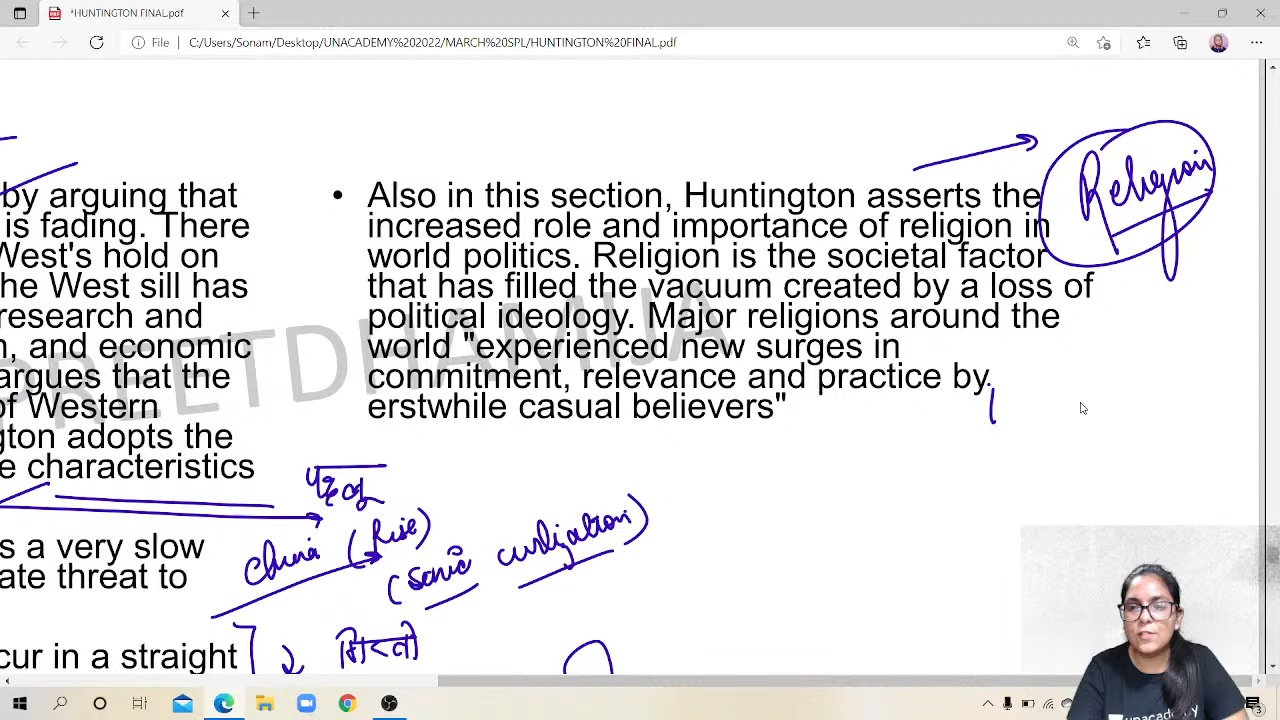 *HUNTINGTON FINAL.pdf
File
C:/Users/Sonam/Desktop/UNACADEMY%202022/MARCH%20SPL/HUNTINGTON%20FINAL.pdf
by arguing that
is fading. There
West's hold on
he West sill has
research and
n, and economic
argues that the
of Western
gton adopts the
e characteristics
s a very slow
ate threat to
cur in a straight
• Also in this section, Huntington asserts the
increased role and importance of religion in
world politics. Religion is the societal factor
that has filled the vacuum created by a loss of
political ideology. Major religions around the
world "experienced new surges in
commitment, relevance and practice by
erstwhile casual believers"
Religion
China (Rise)
(Sonic civilization)
PREETDHAMIJA
unacademy
3